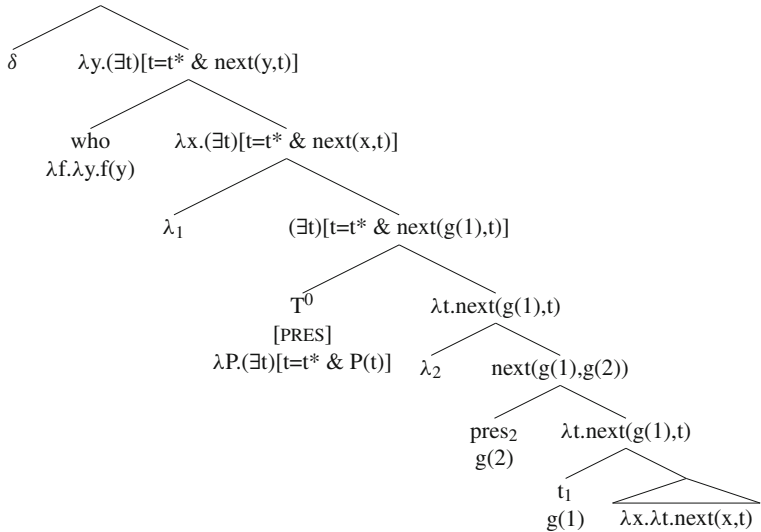 δ λy.(∃t)[t=t* & next(y,t)]
who λx.(∃t)[t=t* & next(x,t)]
λf.λy.f(y)
λ₁ (∃t)[t=t* & next(g(1),t)]
T⁰ λt.next(g(1),t)
[PRES]
λP.(∃t)[t=t* & P(t)] λ₂ next(g(1),g(2))
pres₂ λt.next(g(1),t)
g(2)
t₁
g(1) λx.λt.next(x,t)